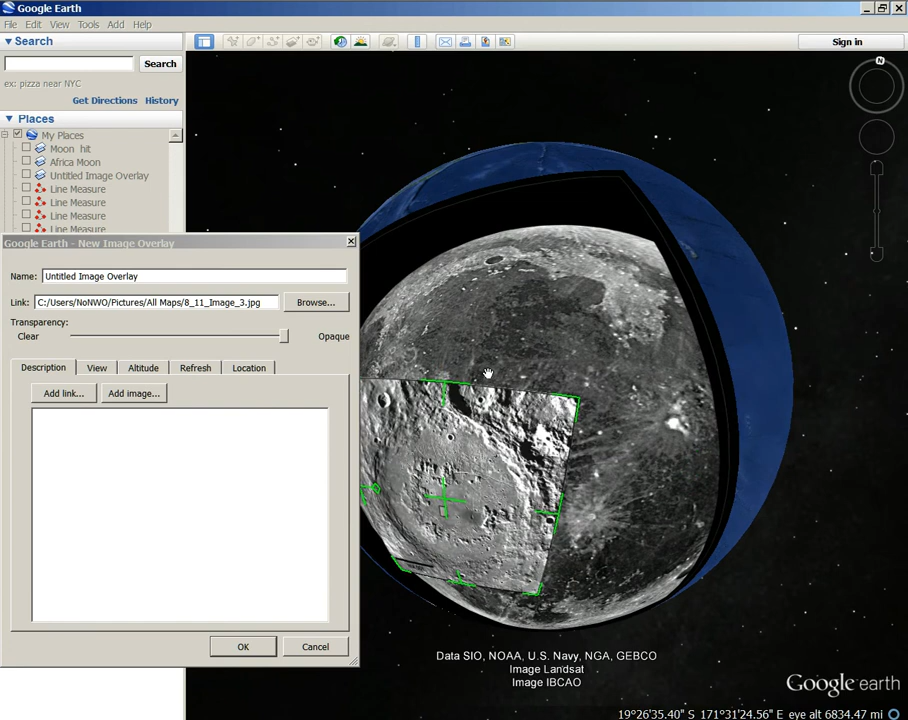 Google Earth
File Edit View Tools Add Help
Search
Sign in
N
Search
ex: pizza near NYC
Get Directions History
Places
My Places
Moon hit
Africa Moon
Untitled Image Overlay
Line Measure
Line Measure
Line Measure
Line Measure
Google Earth - New Image Overlay
Name: Untitled Image Overlay
Link: C:/Users/NoNWO/Pictures/All Maps/8_11_Image_3.jpg Browse...
Transparency:
Clear Opaque
Description View Altitude Refresh Location
Add link... Add image...
OK Cancel
Data SIO, NOAA, U.S. Navy, NGA, GEBCO
Image Landsat
Image IBCAO
Google earth
19°26'35.40" S 171°31'24.56" E eye alt 6834.47 mi